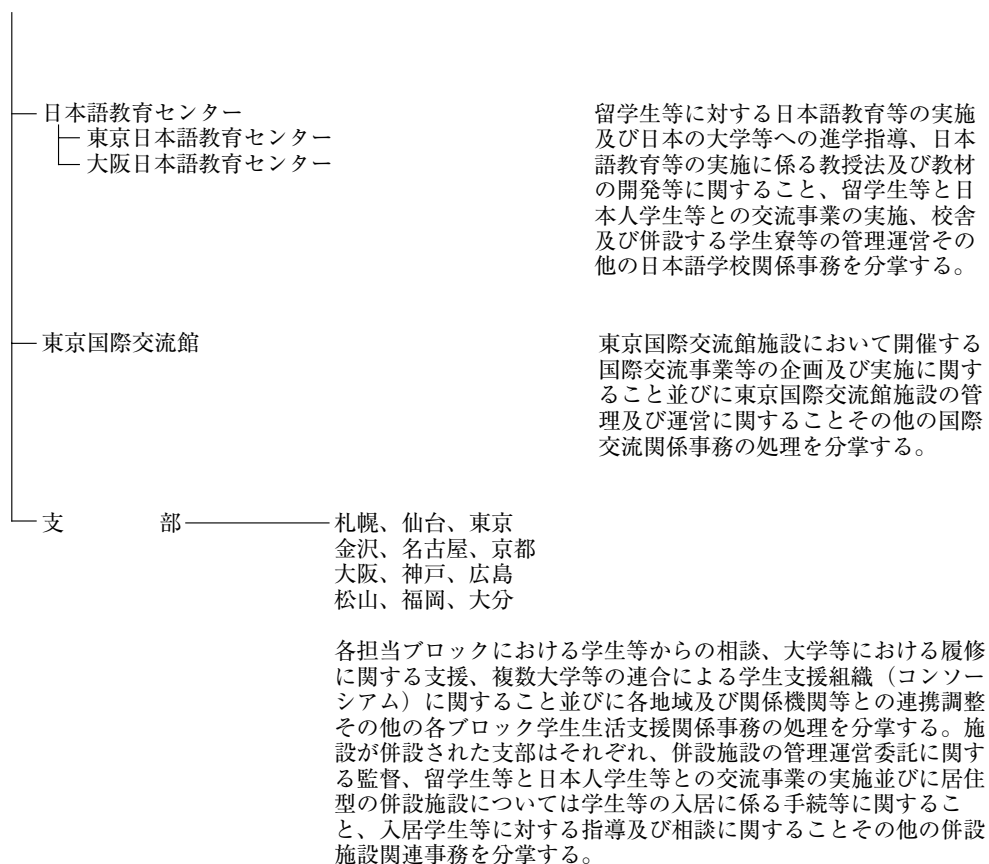 日本語教育センター
東京日本語教育センター
大阪日本語教育センター
留学生等に対する日本語教育等の実施
及び日本の大学等への進学指導、日本
語教育等の実施に係る教授法及び教材
の開発等に関すること、留学生等と日
本人学生等との交流事業の実施、校舎
及び併設する学生寮等の管理運営その
他の日本語学校関係事務を分掌する。
東京国際交流館
東京国際交流館施設において開催する
国際交流事業等の企画及び実施に関す
ること並びに東京国際交流館施設の管
理及び運営に関することその他の国際
交流関係事務の処理を分掌する。
支部
札幌、仙台、東京
金沢、名古屋、京都
大阪、神戸、広島
松山、福岡、大分
各担当ブロックにおける学生等からの相談、大学等における履修
に関する支援、複数大学等の連合による学生支援組織（コンソー
シアム）に関すること並びに各地域及び関係機関等との連携調整
その他の各ブロック学生生活支援関係事務の処理を分掌する。施
設が併設された支部はそれぞれ、併設施設の管理運営委託に関す
る監督、留学生等と日本人学生等との交流事業の実施並びに居住
型の併設施設については学生等の入居に係る手続等に関するこ
と、入居学生等に対する指導及び相談に関することその他の併設
施設関連事務を分掌する。